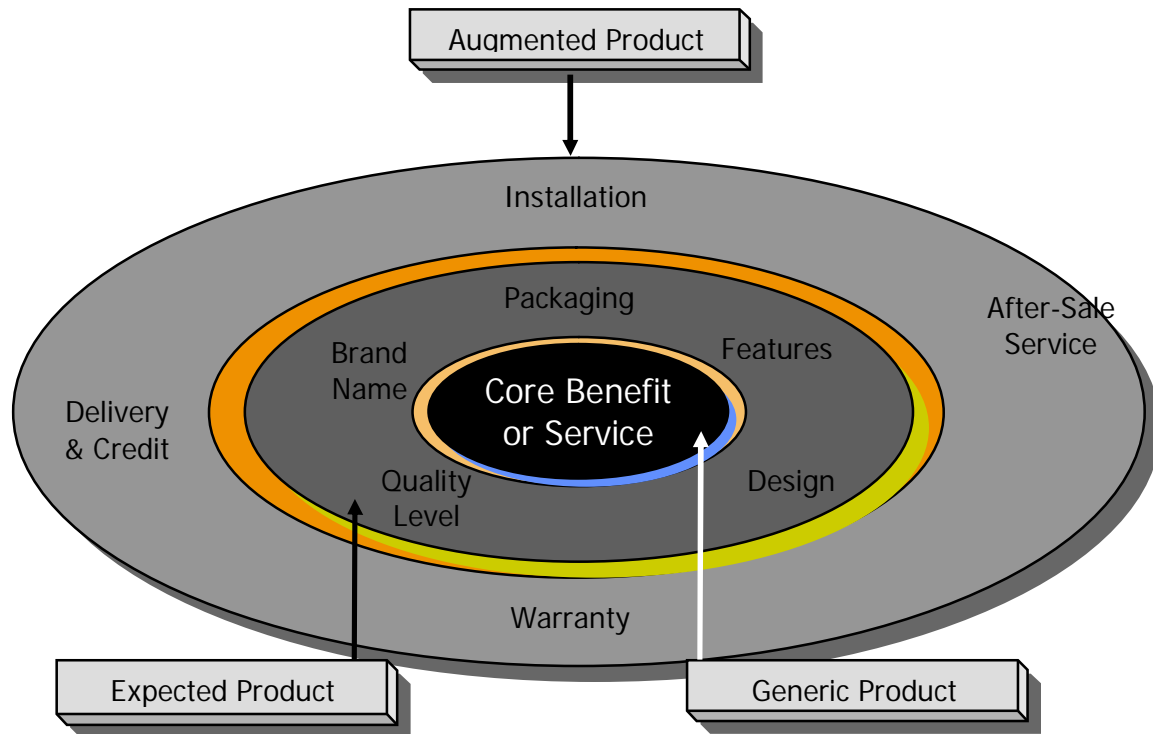 Augmented Product
Installation
After-Sale
Service
Packaging
Brand
Name
Features
Core Benefit
or Service
Delivery
& Credit
Quality
Level
Design
Warranty
Expected Product
Generic Product